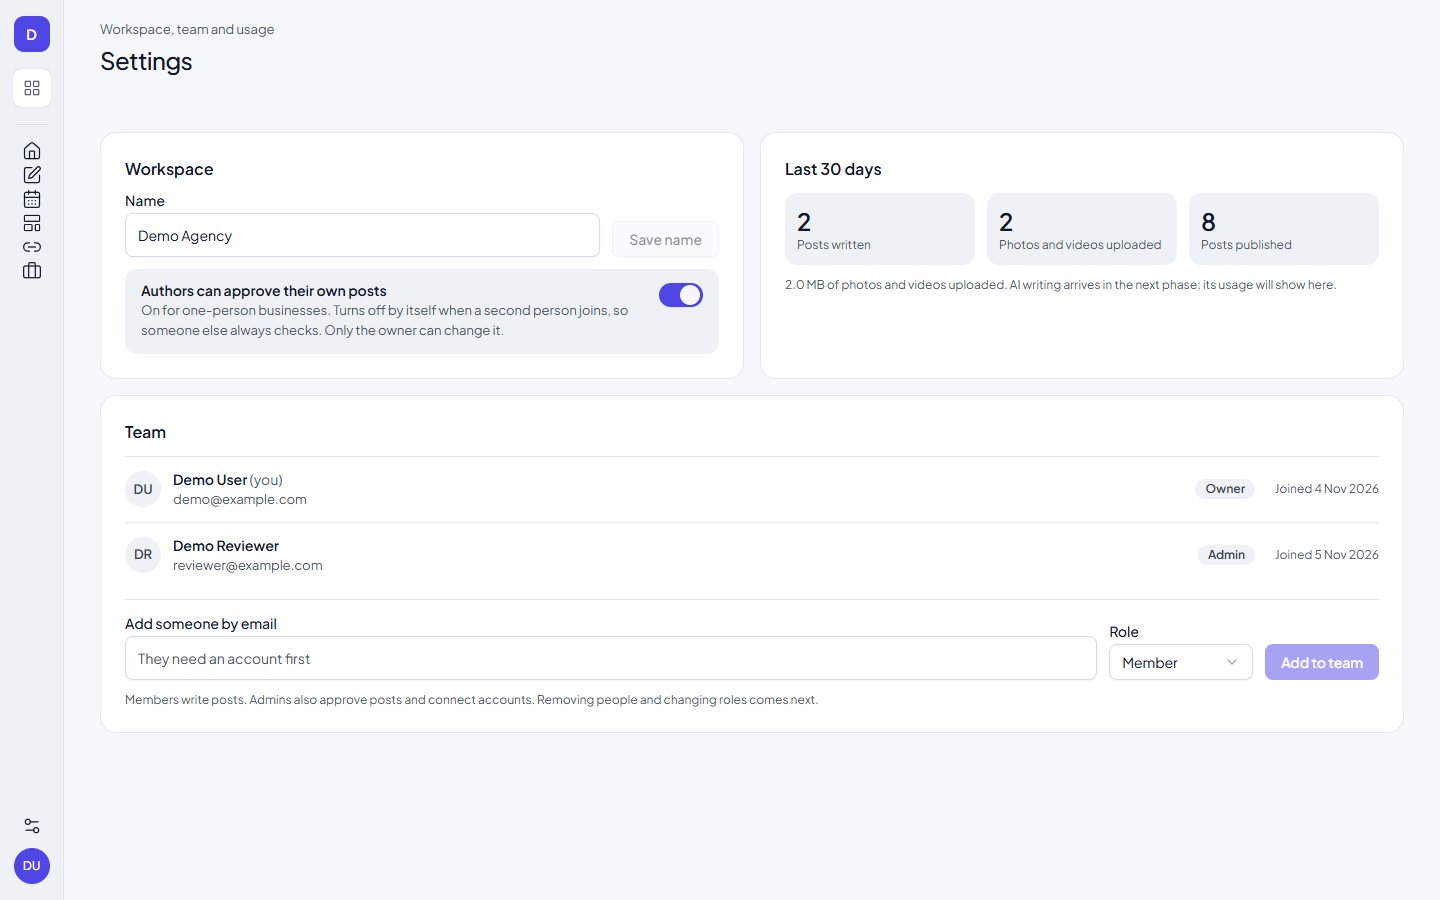 D
Workspace, team and usage
Settings
Workspace
Name
Demo Agency
Save name
Authors can approve their own posts
On for one-person businesses. Turns off by itself when a second person joins, so
someone else always checks. Only the owner can change it.
Last 30 days
2
Posts written
2
Photos and videos uploaded
8
Posts published
2.0 MB of photos and videos uploaded. AI writing arrives in the next phase; its usage will show here.
Team
DU
Demo User (you)
demo@example.com
Owner
Joined 4 Nov 2026
DR
Demo Reviewer
reviewer@example.com
Admin
Joined 5 Nov 2026
Add someone by email
They need an account first
Role
Member
Add to team
Members write posts. Admins also approve posts and connect accounts. Removing people and changing roles comes next.
DU